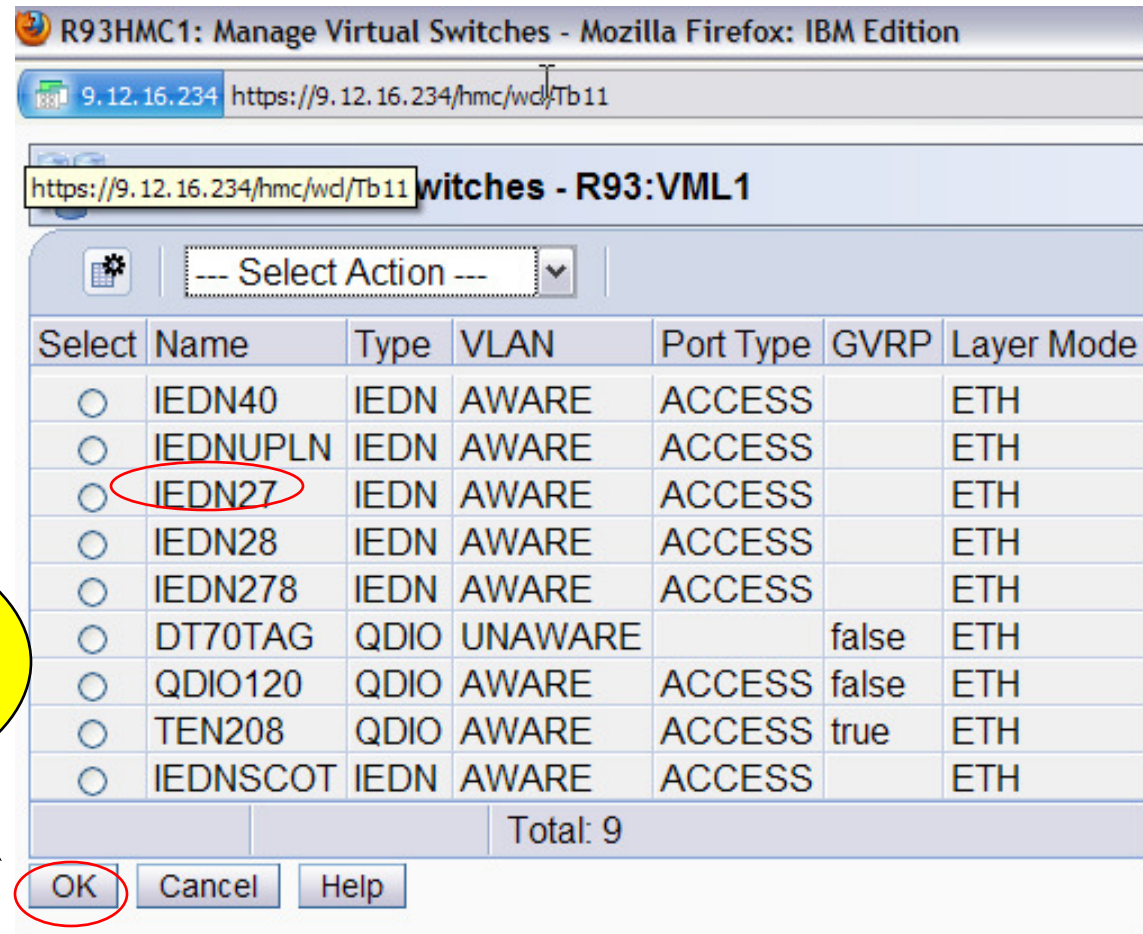 R93HMC1: Manage Virtual Switches - Mozilla Firefox: IBM Edition
9.12.16.234 https://9.12.16.234/hmc/wcl/Tb11
https://9.12.16.234/hmc/wcl/Tb11 witches - R93:VML1
--- Select Action ---
Select Name Type VLAN Port Type GVRP Layer Mode
IEDN40 IEDN AWARE ACCESS ETH
IEDNUPLN IEDN AWARE ACCESS ETH
IEDN27 IEDN AWARE ACCESS ETH
IEDN28 IEDN AWARE ACCESS ETH
IEDN278 IEDN AWARE ACCESS ETH
DT70TAG QDIO UNAWARE false ETH
QDIO120 QDIO AWARE ACCESS false ETH
TEN208 QDIO AWARE ACCESS true ETH
IEDNSCOT IEDN AWARE ACCESS ETH
Total: 9
OK Cancel Help